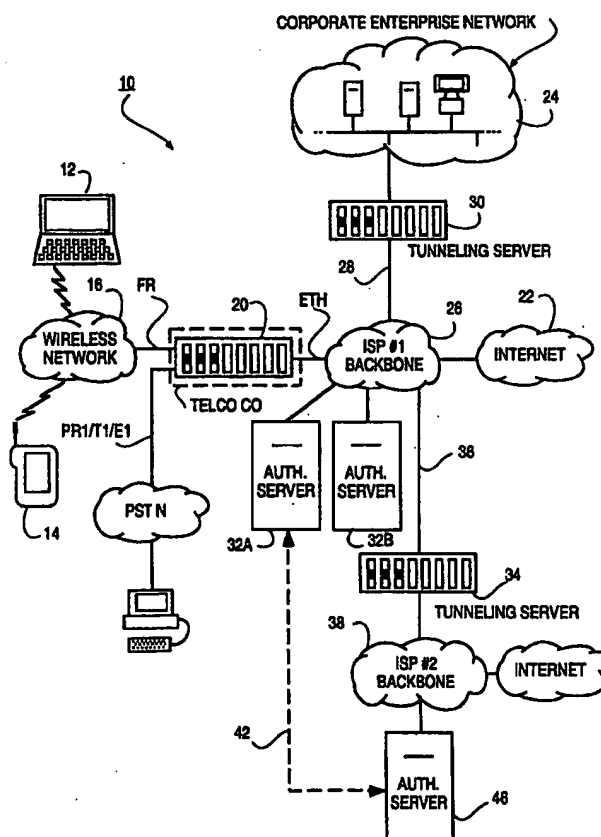 CORPORATE ENTERPRISE NETWORK
10
24
12
30
TUNNELING SERVER
28
16
FR
20
ETH
26
22
WIRELESS
NETWORK
ISP #1
BACKBONE
INTERNET
TELCO CO
PR1/T1/E1
AUTH.
SERVER
AUTH.
SERVER
36
14
PST N
32A
32B
34
TUNNELING SERVER
38
ISP #2
BACKBONE
INTERNET
42
AUTH.
SERVER
46